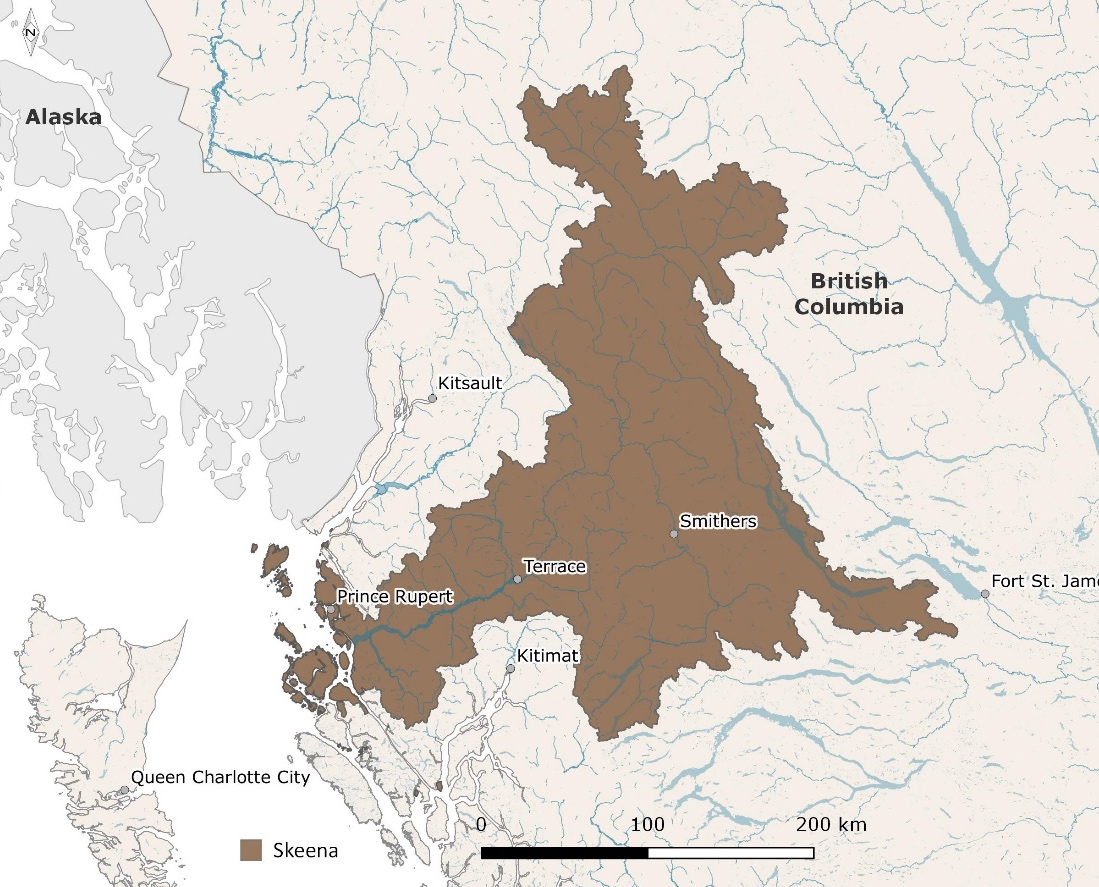 N
Alaska
British
Columbia
Kitsault
Smithers
Terrace
Fort St. Jame
Prince Rupert
Kitimat
Queen Charlotte City
0 100 200 km
Skeena